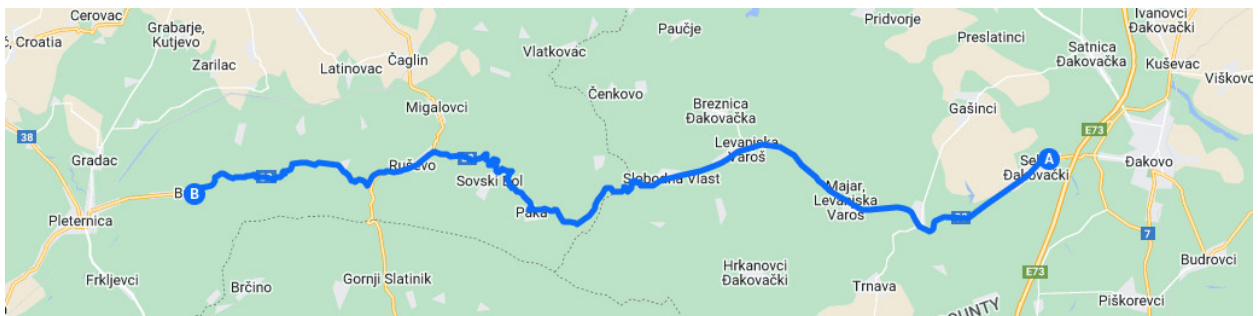 Cerovac
ć, Croatia
Grabarje,
Kutjevo
Zarilac
Latinovac
Čaglin
Vlatkovac
Paučje
Pridvorje
Preslatinci
Ivanovci
Đakovački
Satnica
Đakovačka
Kuševac
Viškovc
Migalovci
Čenkovo
Breznica
Đakovačka
Gašinci
E73
38
Gradac
Ruševo
Sovski Dol
Levanjska
Varoš
Slobodna Vlast
A
Đakovački
Đakovo
B
Pleternica
Paka
Majar,
Levanjska
Varoš
7
Frkljevci
Brčino
Gornji Slatinik
Hrkanovci
Đakovački
Trnava
E73
Budrovci
Piškorevci
COUNTY